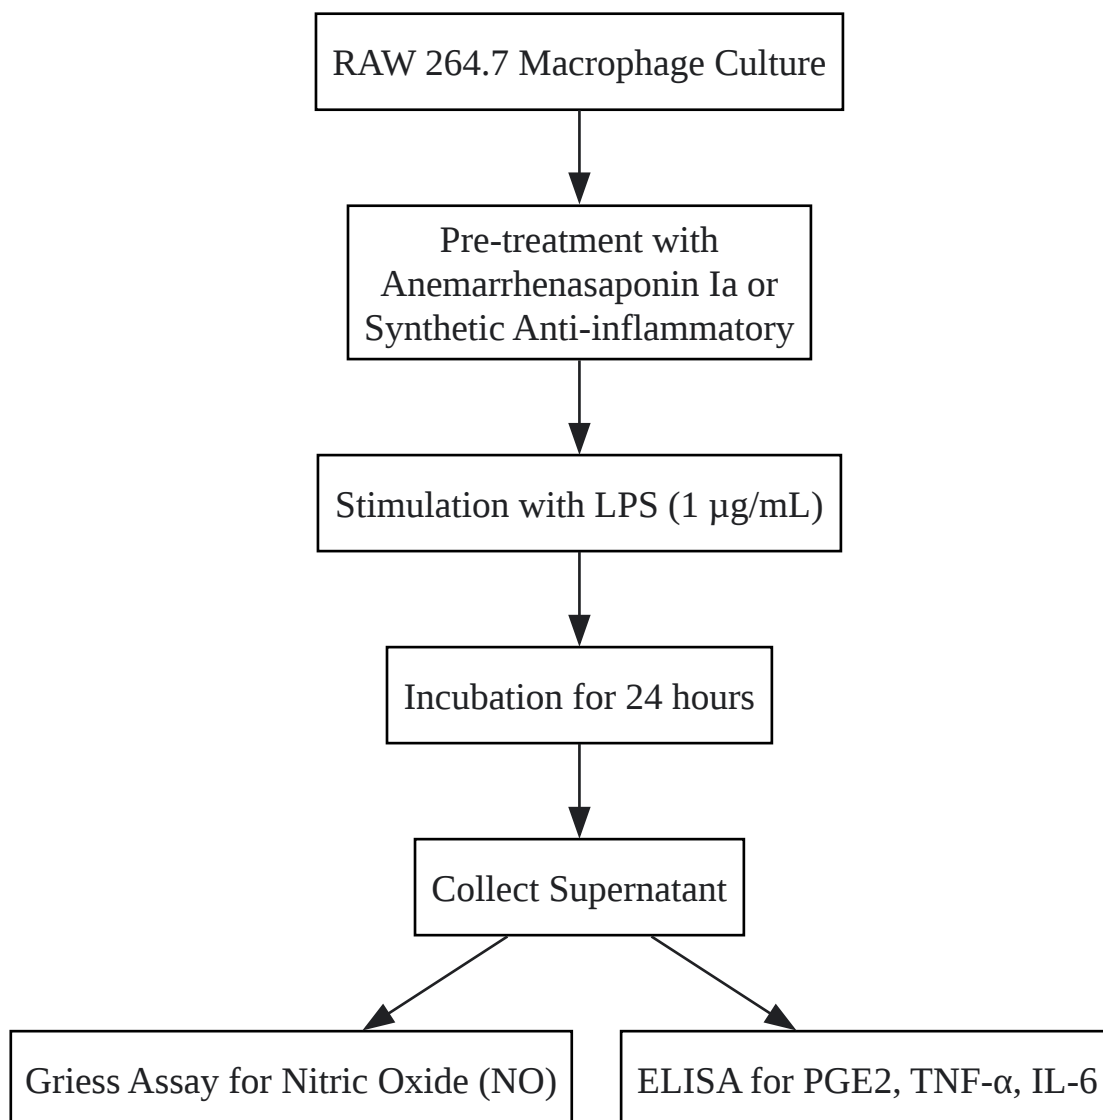 RAW 264.7 Macrophage Culture
Pre-treatment with
Anemarrhenasaponin Ia or
Synthetic Anti-inflammatory
Stimulation with LPS (1 µg/mL)
Incubation for 24 hours
Collect Supernatant
Griess Assay for Nitric Oxide (NO)
ELISA for PGE2, TNF-α, IL-6